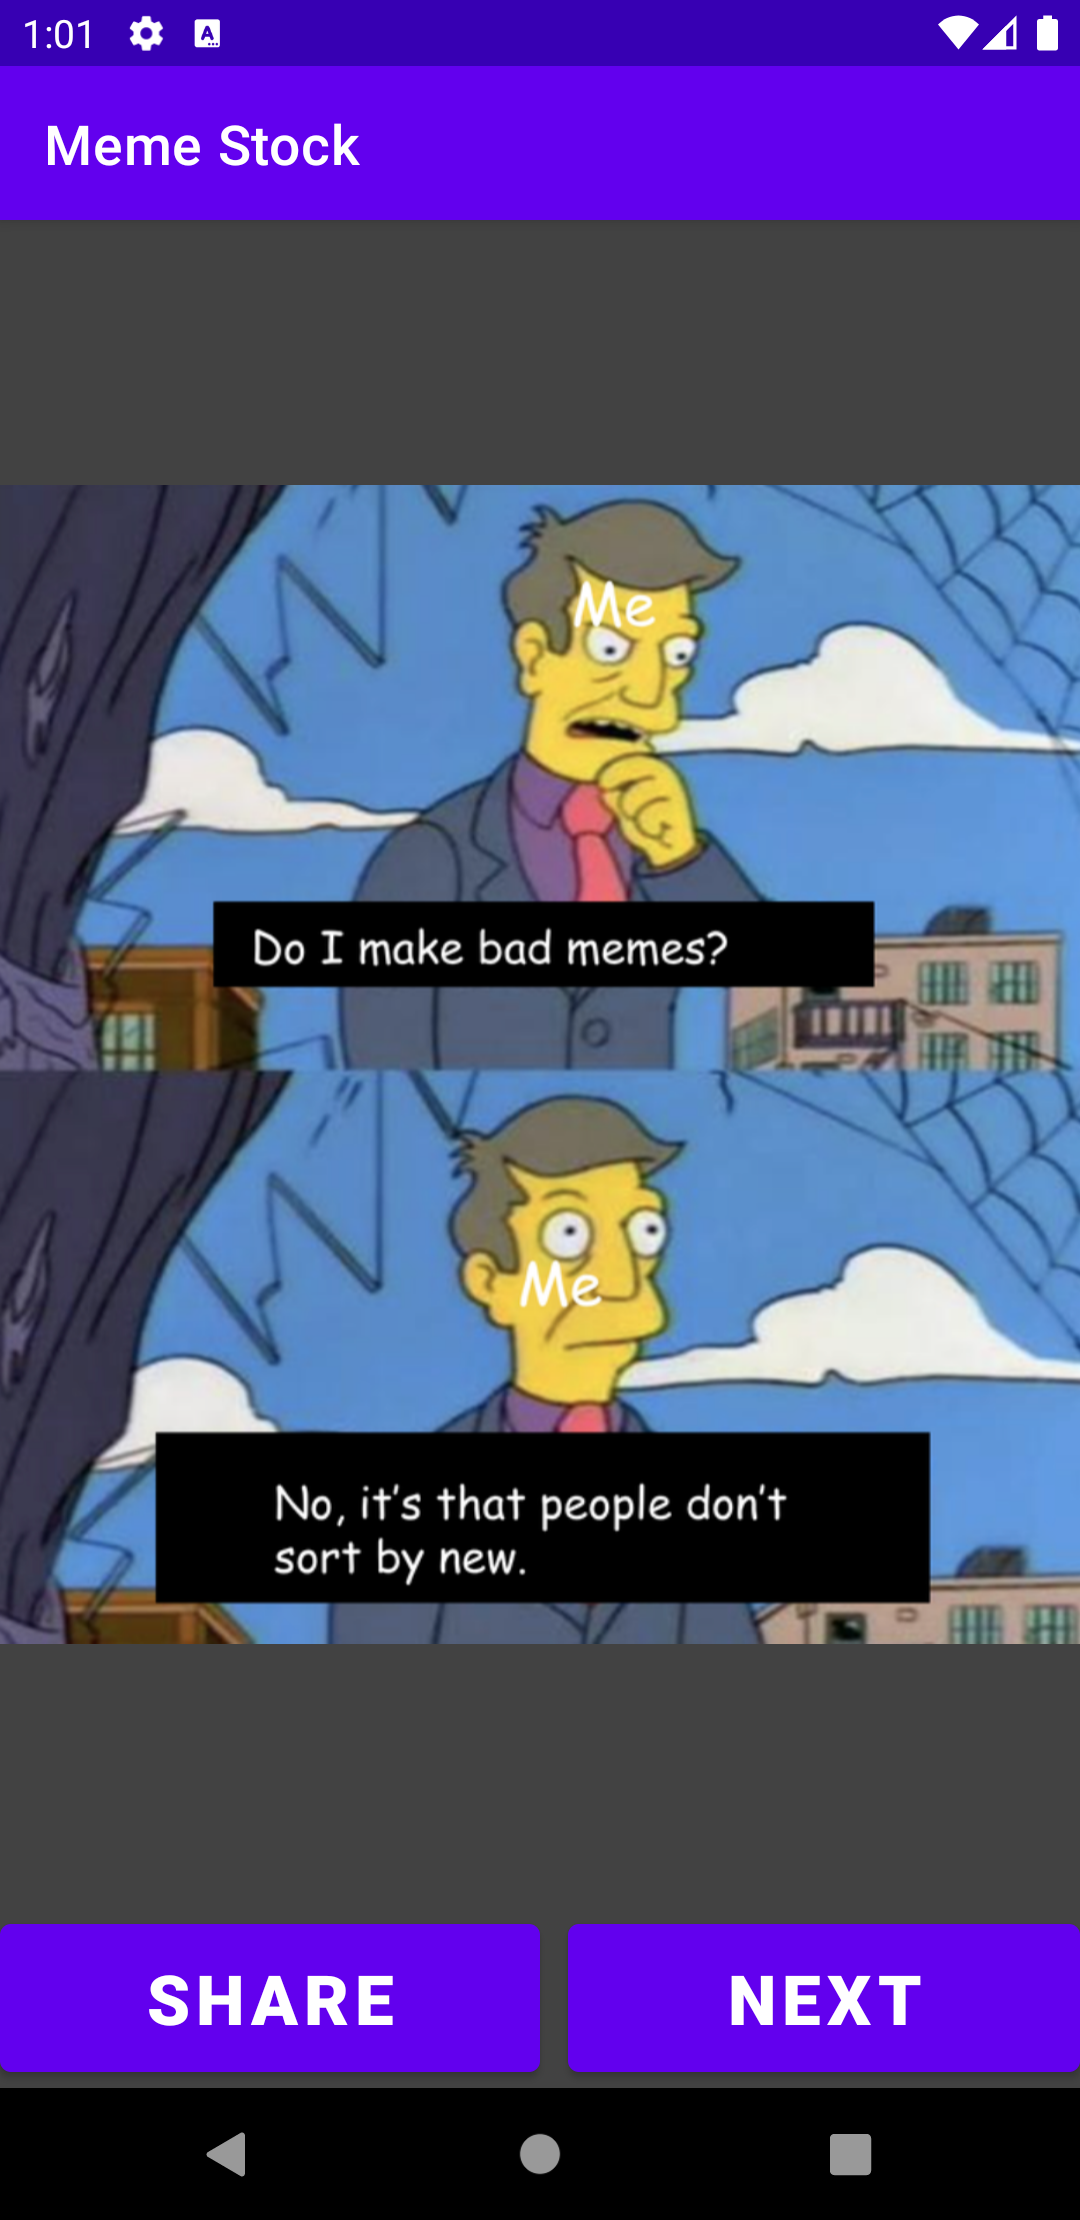 1:01
Meme Stock
Me
Do I make bad memes?
Me
No, it's that people don't
sort by new.
SHARE
NEXT